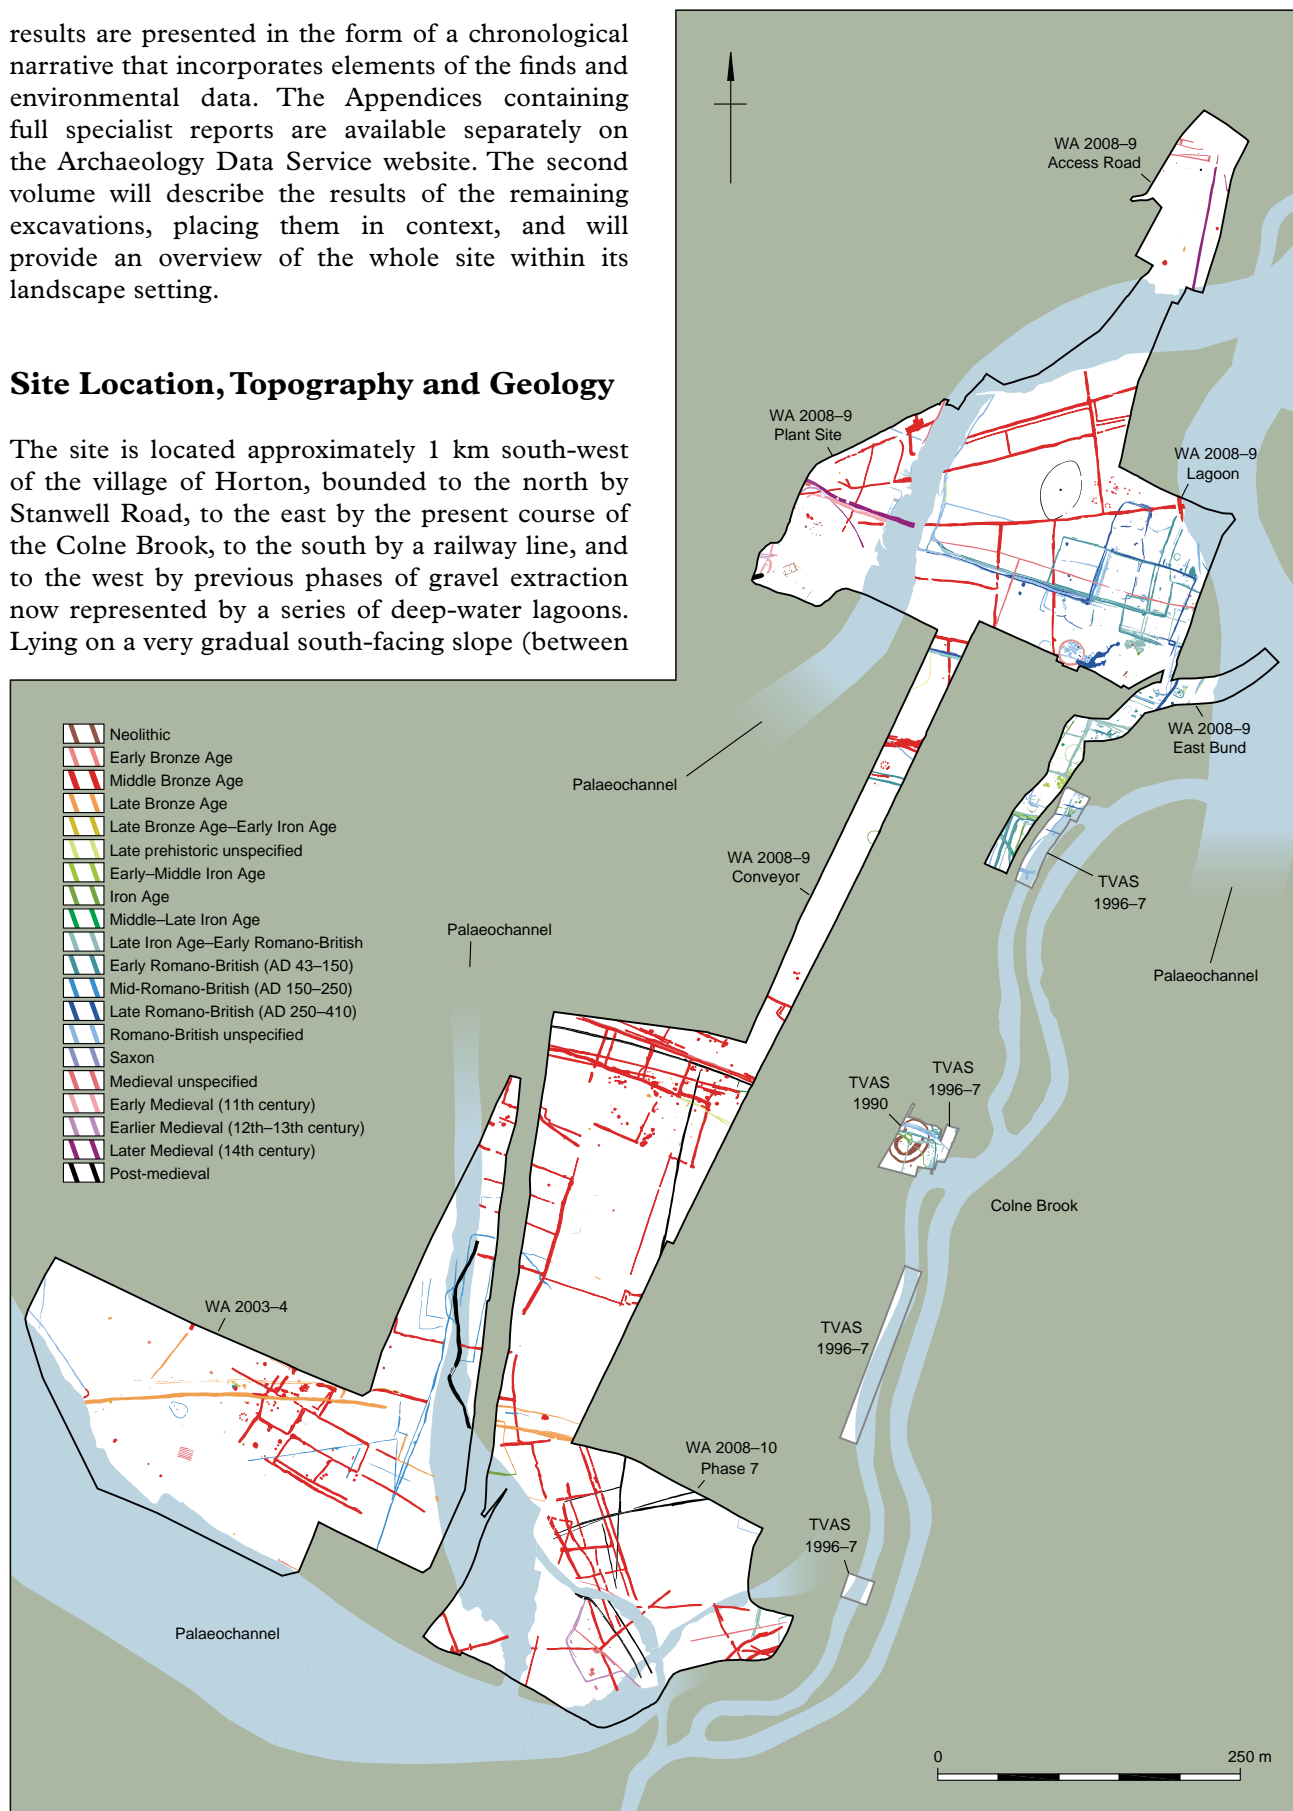 results are presented in the form of a chronological
narrative that incorporates elements of the finds and
environmental data. The Appendices containing
full specialist reports are available separately on
the Archaeology Data Service website. The second
volume will describe the results of the remaining
excavations, placing them in context, and will
provide an overview of the whole site within its
landscape setting.
Site Location, Topography and Geology
The site is located approximately 1 km south-west
of the village of Horton, bounded to the north by
Stanwell Road, to the east by the present course of
the Colne Brook, to the south by a railway line, and
to the west by previous phases of gravel extraction
now represented by a series of deep-water lagoons.
Lying on a very gradual south-facing slope (between
WA 2008–9
Access Road
WA 2008–9
Plant Site
WA 2008–9
Lagoon
WA 2008–9
East Bund
Palaeochannel
WA 2008–9
Conveyor
TVAS
1996–7
Palaeochannel
Palaeochannel
Neolithic
Early Bronze Age
Middle Bronze Age
Late Bronze Age
Late Bronze Age–Early Iron Age
Late prehistoric unspecified
Early–Middle Iron Age
Iron Age
Middle–Late Iron Age
Late Iron Age–Early Romano-British
Early Romano-British (AD 43–150)
Mid-Romano-British (AD 150–250)
Late Romano-British (AD 250–410)
Romano-British unspecified
Saxon
Medieval unspecified
Early Medieval (11th century)
Earlier Medieval (12th–13th century)
Later Medieval (14th century)
Post-medieval
TVAS
1990
TVAS
1996–7
Colne Brook
WA 2003–4
TVAS
1996–7
WA 2008–10
Phase 7
TVAS
1996–7
Palaeochannel
0
250 m